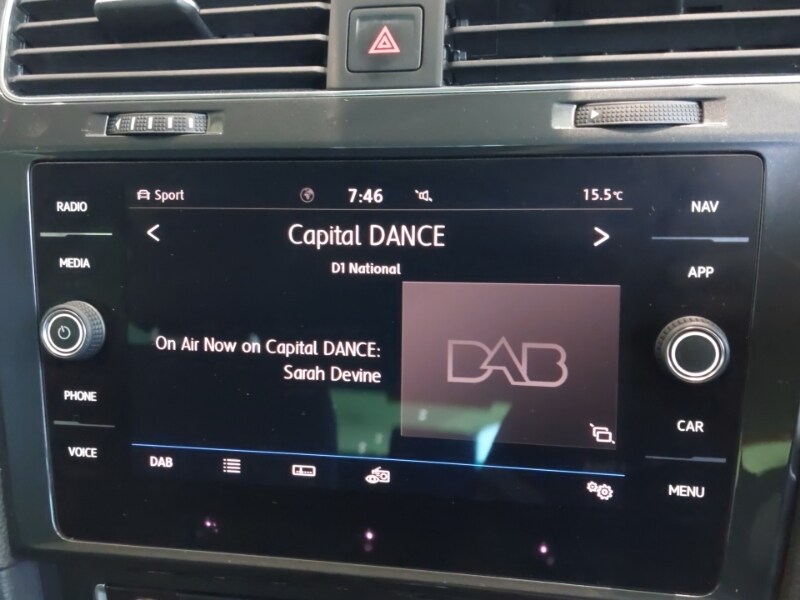 RADIO
MEDIA
PHONE
VOICE
Sport
7:46
15.5°C
< Capital DANCE >
D1 National
On Air Now on Capital DANCE:
Sarah Devine
DAB
DAB
NAV
APP
CAR
MENU